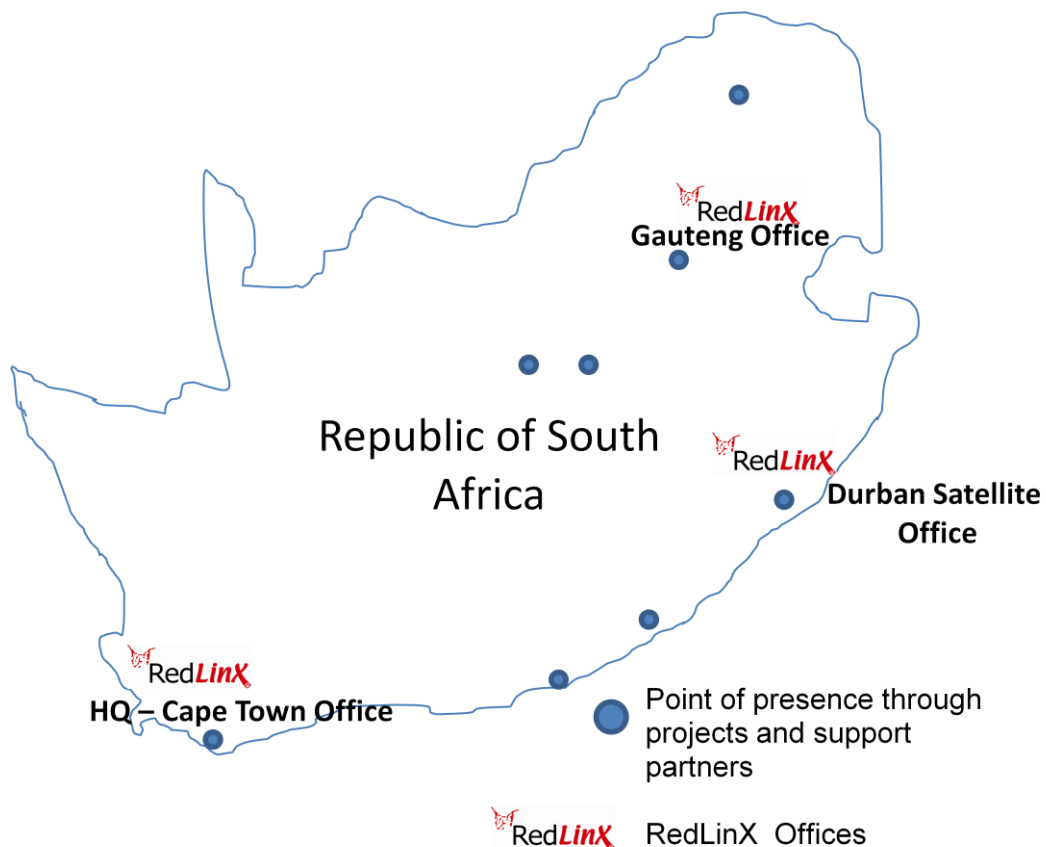 RedLinX
Gauteng Office
Republic of South
Africa
RedLinX
Durban Satellite
Office
RedLinX
HQ – Cape Town Office
Point of presence through
projects and support
partners
RedLinX
RedLinX Offices